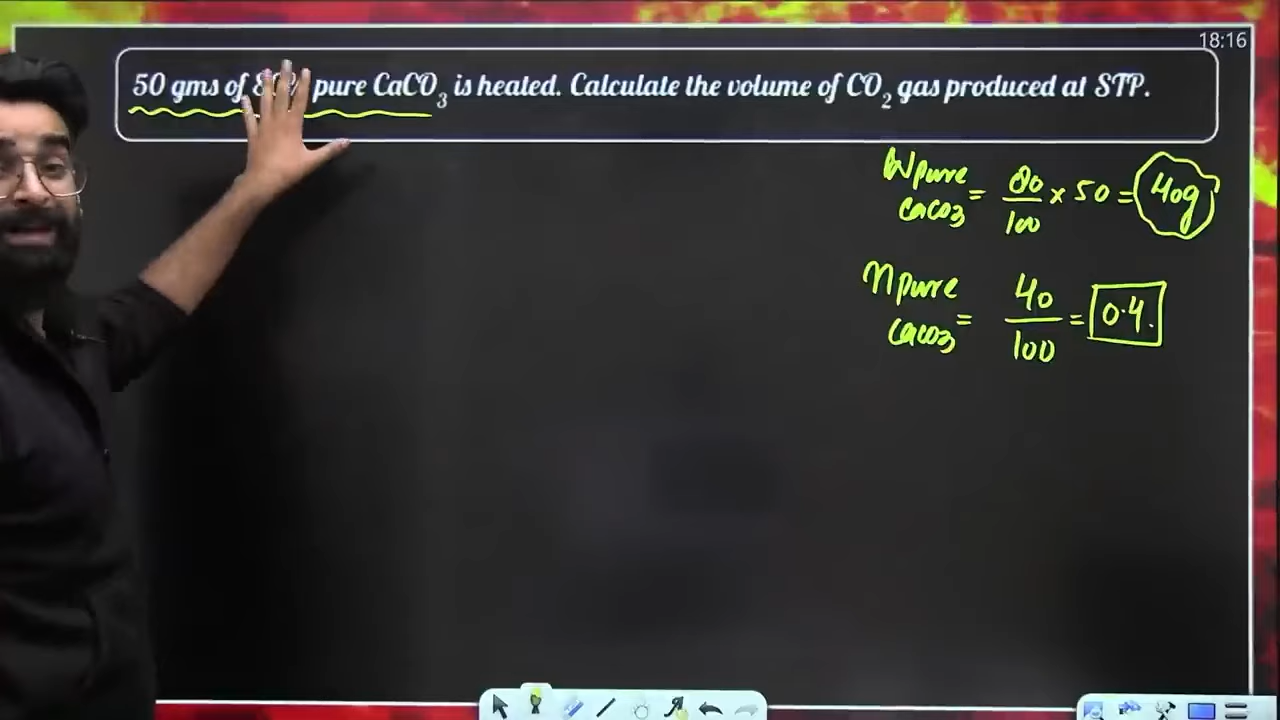 18:16
50 gms of pure CaCO₃ is heated. Calculate the volume of CO₂ gas produced at STP.
Wpure CaCO3 = 80/100 × 50 = 40g
npure CaCO3 = 40/100 = 0.4.